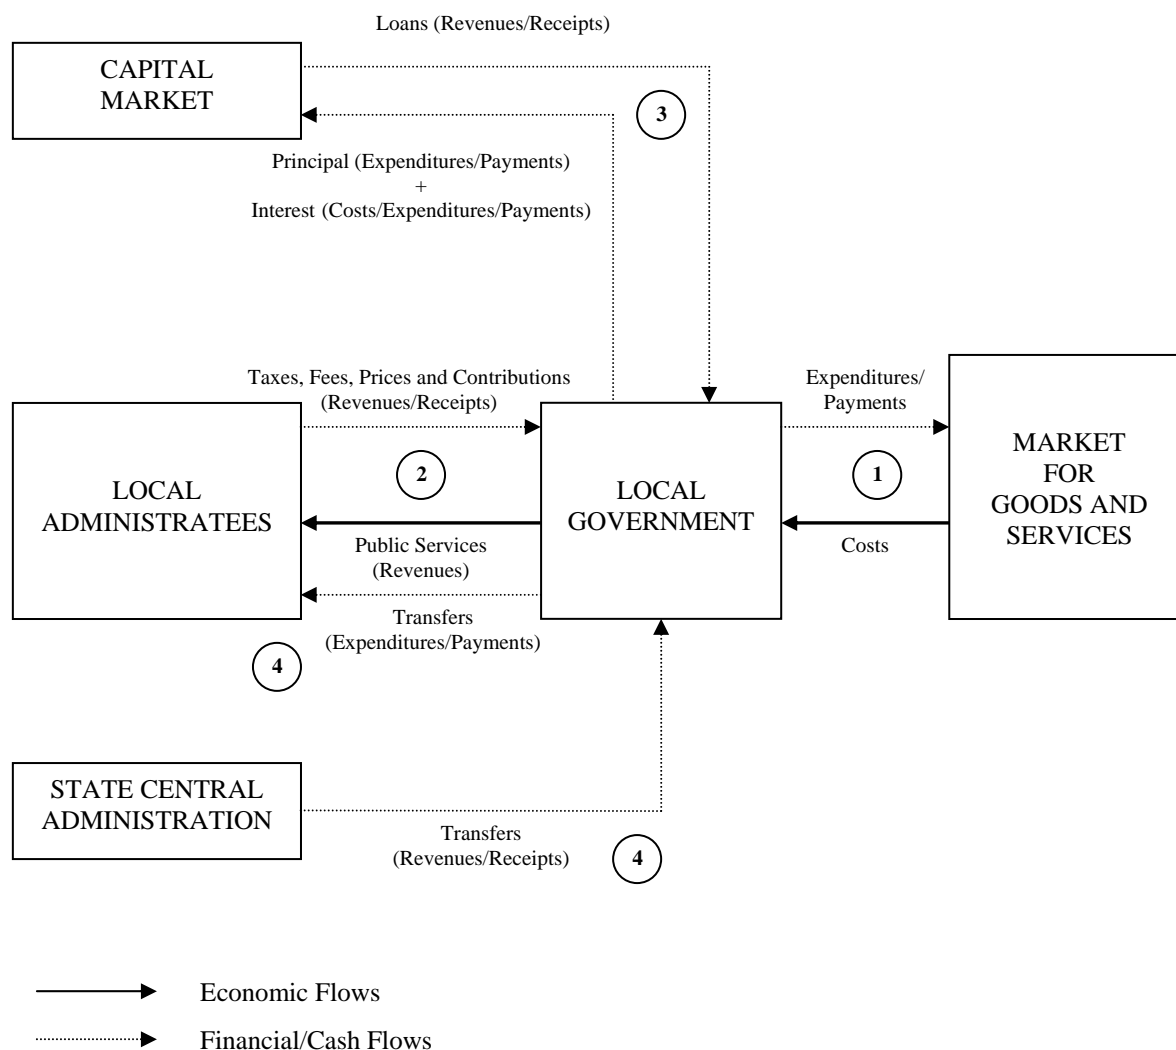 Loans (Revenues/Receipts)
CAPITAL
MARKET
3
Principal (Expenditures/Payments)
+
Interest (Costs/Expenditures/Payments)
Taxes, Fees, Prices and Contributions
(Revenues/Receipts)
Expenditures/
Payments
2
1
LOCAL
ADMINISTRATEES
LOCAL
GOVERNMENT
MARKET
FOR
GOODS AND
SERVICES
Public Services
(Revenues)
Costs
Transfers
(Expenditures/Payments)
4
STATE CENTRAL
ADMINISTRATION
Transfers
(Revenues/Receipts)
4
Economic Flows
Financial/Cash Flows